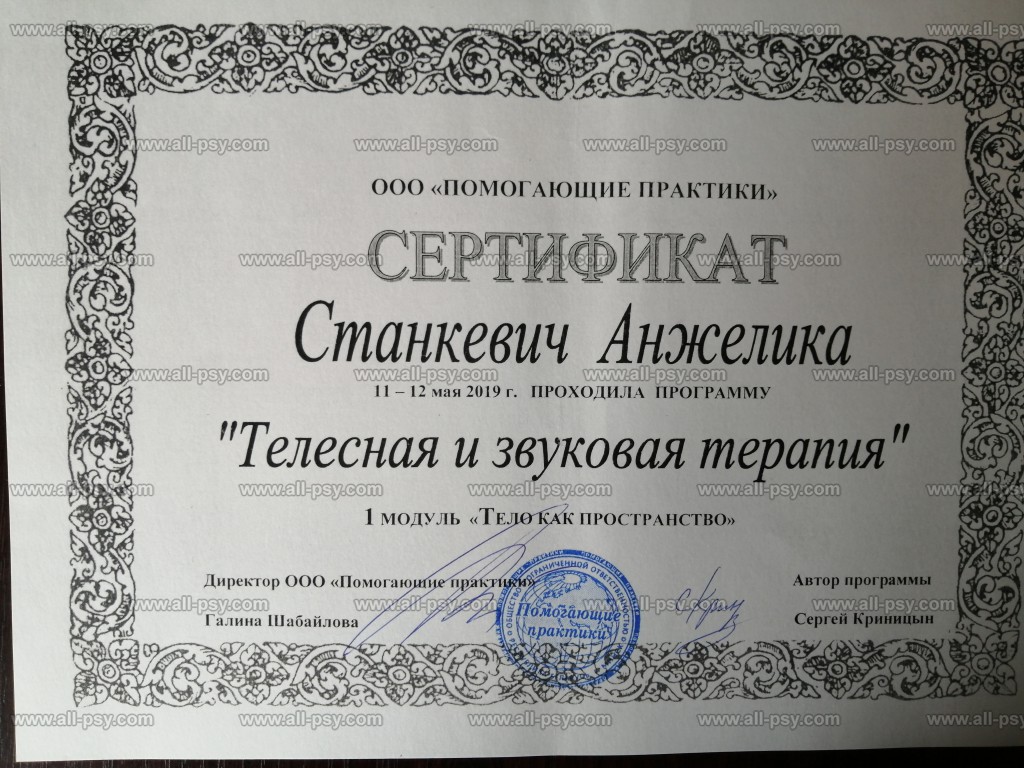 ООО «ПОМОГАЮЩИЕ ПРАКТИКИ»
СЕРТИФИКАТ
Станкевич Анжелика
11 – 12 мая 2019 г. ПРОХОДИЛА ПРОГРАММУ
"Телесная и звуковая терапия"
1 МОДУЛЬ «ТЕЛО КАК ПРОСТРАНСТВО»
Директор ООО «Помогающие практики»
Галина Шабайлова
Помогающие
практики
Автор программы
Сергей Криницын
www.all-psy.com